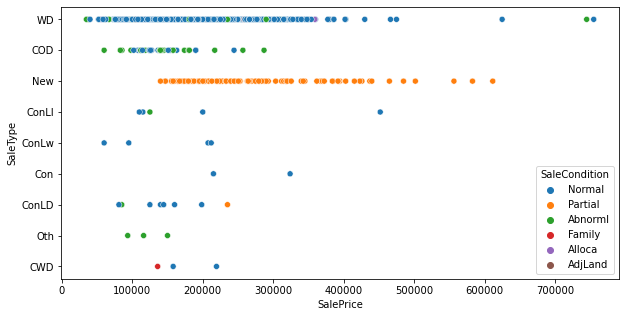 WD
COD
New
ConLI
ConLw
Con
ConLD
Oth
CWD
SaleType
0
100000
200000
300000
400000
500000
600000
700000
SalePrice
SaleCondition
Normal
Partial
Abnorml
Family
Alloca
AdjLand